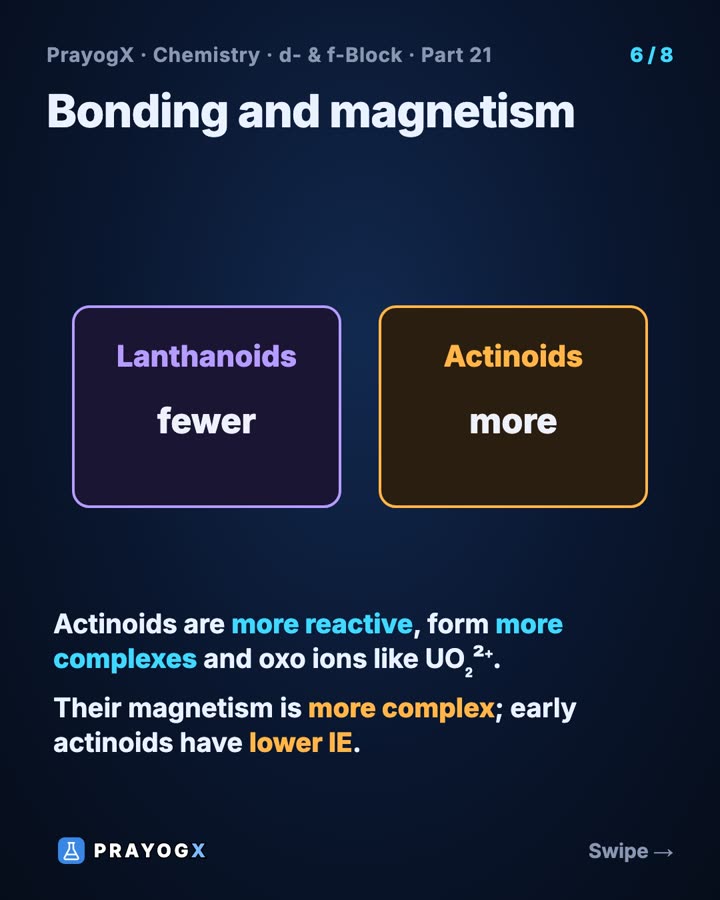 PrayogX · Chemistry · d- & f-Block · Part 21
6 / 8
Bonding and magnetism
Lanthanoids
fewer
Actinoids
more
Actinoids are more reactive, form more
complexes and oxo ions like UO₂²⁺.
Their magnetism is more complex; early
actinoids have lower IE.
PRAYOGX
Swipe →